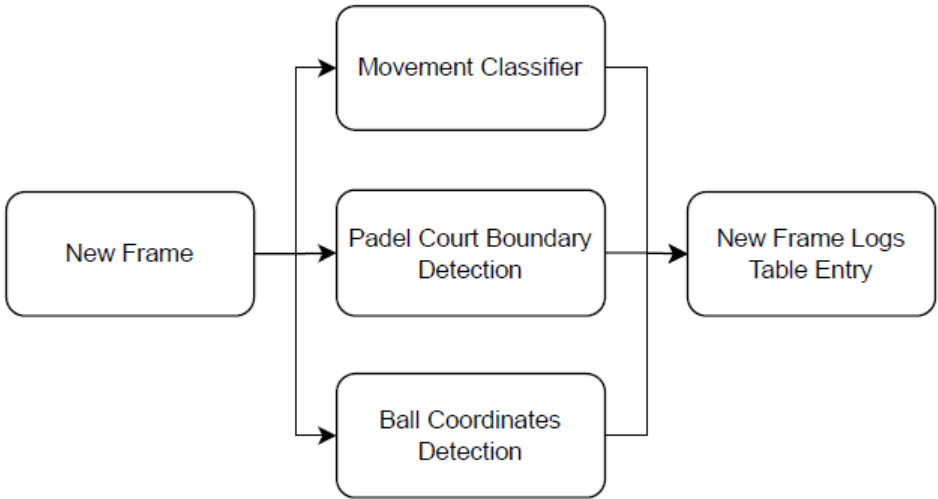 Movement Classifier
New Frame
Padel Court Boundary
Detection
New Frame Logs
Table Entry
Ball Coordinates
Detection